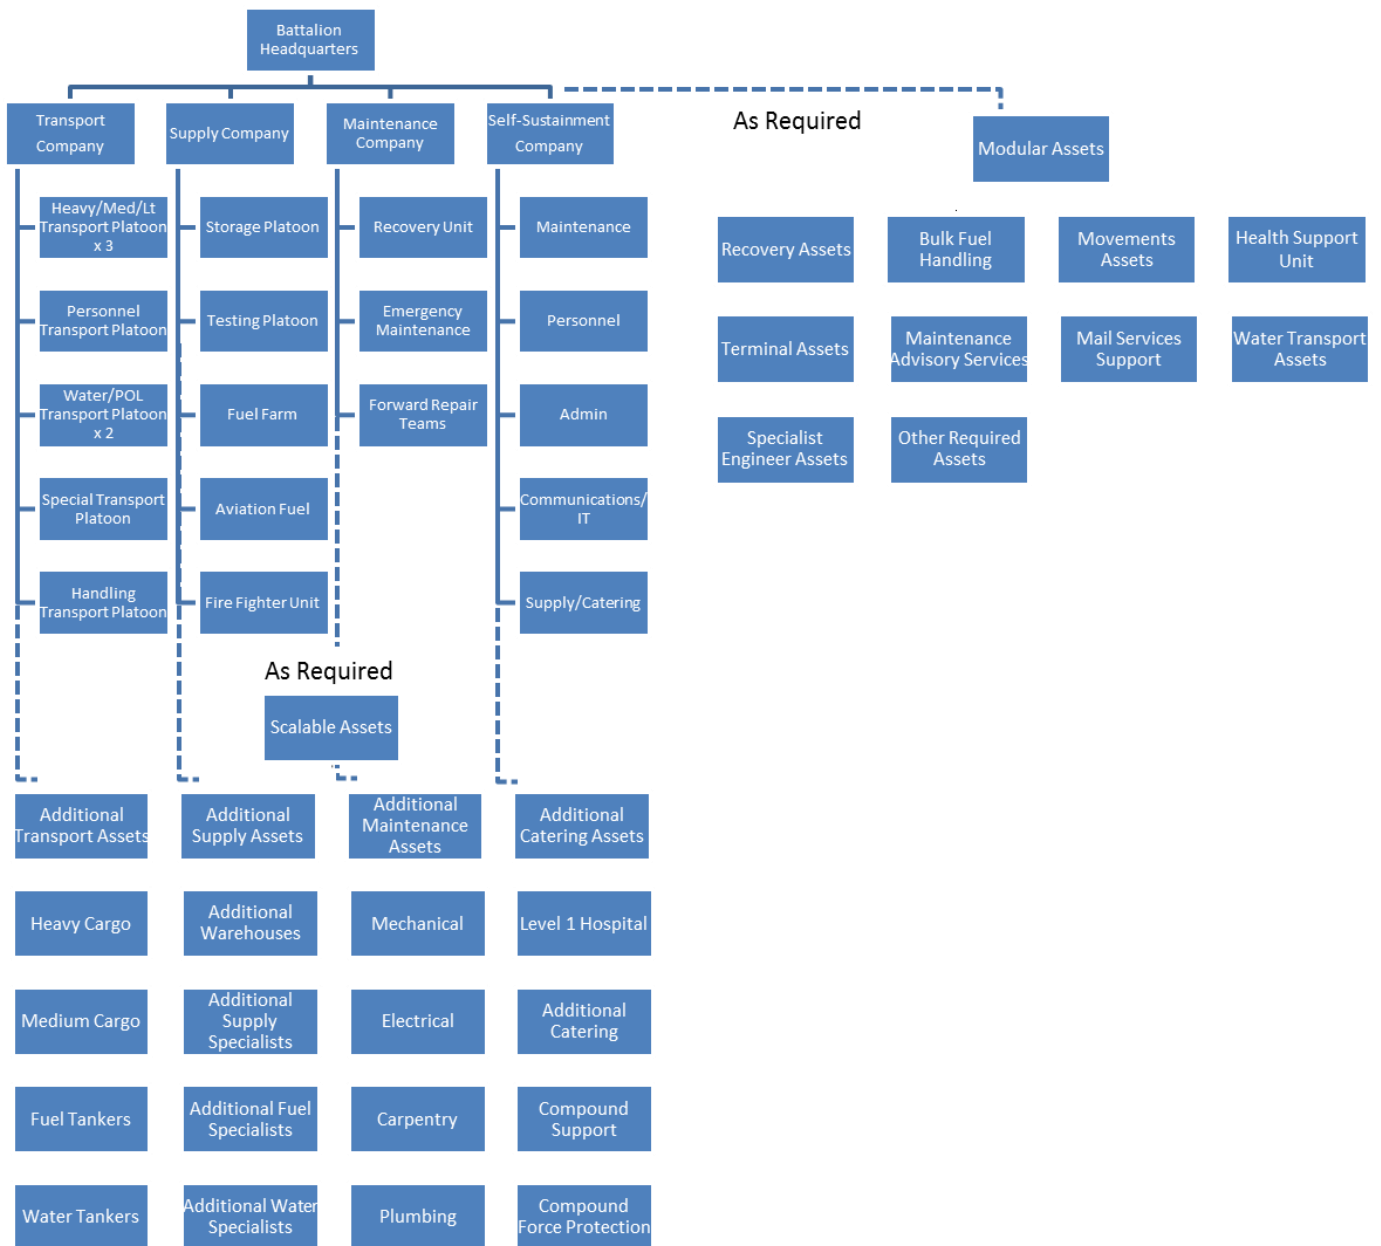 Battalion
Headquarters
Transport
Company
Supply Company
Maintenance
Company
Self-Sustainment
Company
As Required
Modular Assets
Heavy/Med/Lt
Transport Platoon
x 3
Storage Platoon
Recovery Unit
Maintenance
Recovery Assets
Bulk Fuel
Handling
Movements
Assets
Health Support
Unit
Personnel
Transport Platoon
Testing Platoon
Emergency
Maintenance
Personnel
Terminal Assets
Maintenance
Advisory Services
Mail Services
Support
Water Transport
Assets
Water/POL
Transport Platoon
x 2
Fuel Farm
Forward Repair
Teams
Admin
Specialist
Engineer Assets
Other Required
Assets
Special Transport
Platoon
Aviation Fuel
Communications/
IT
Handling
Transport Platoon
Fire Fighter Unit
Supply/Catering
As Required
Scalable Assets
Additional
Transport Assets
Additional
Supply Assets
Additional
Maintenance
Assets
Additional
Catering Assets
Heavy Cargo
Additional
Warehouses
Mechanical
Level 1 Hospital
Medium Cargo
Additional
Supply
Specialists
Electrical
Additional
Catering
Fuel Tankers
Additional Fuel
Specialists
Carpentry
Compound
Support
Water Tankers
Additional Water
Specialists
Plumbing
Compound
Force Protection